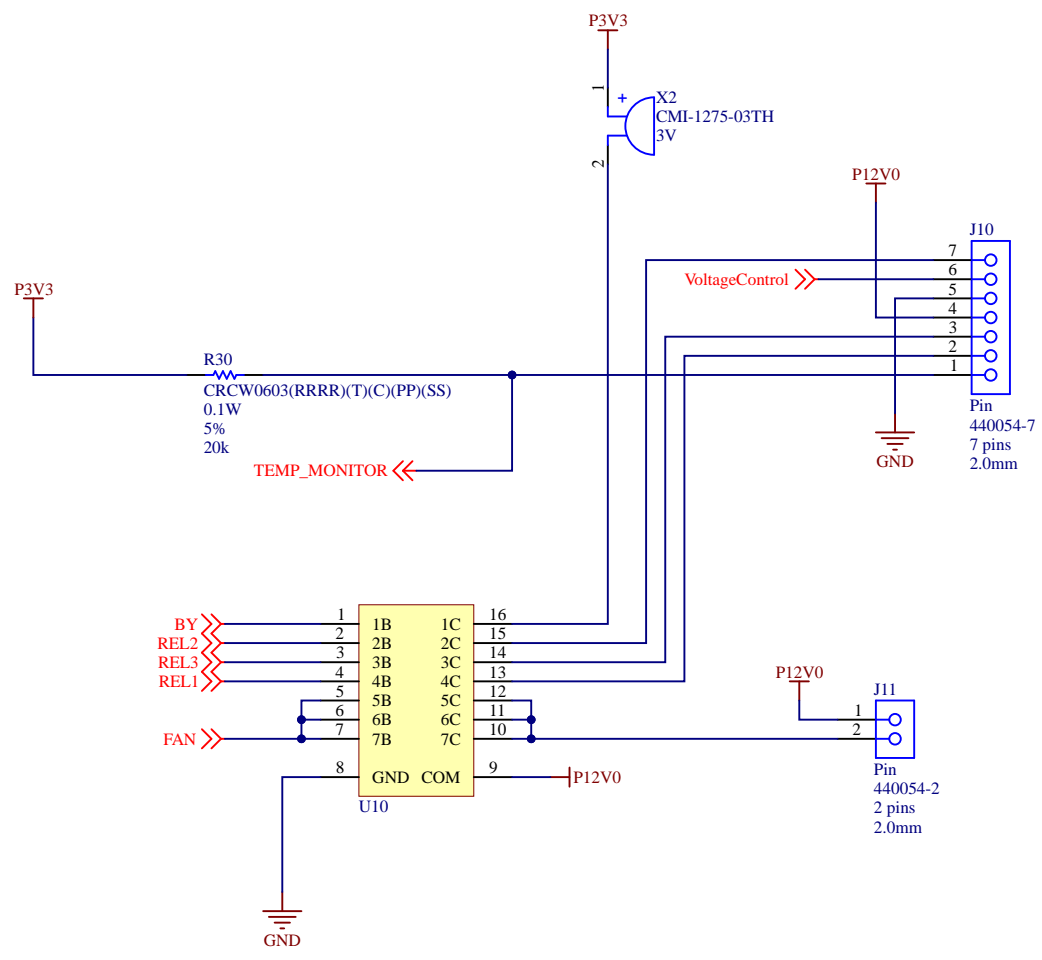 P3V3
1
+
X2
CMI-1275-03TH
3V
2
P12V0
J10
7
VoltageControl
6
5
4
3
2
1
Pin
440054-7
7 pins
2.0mm
GND
P3V3
R30
CRCW0603(RRRR)(T)(C)(PP)(SS)
0.1W
5%
20k
TEMP_MONITOR
BY 1 1B 1C 16
REL2 2 2B 2C 15
REL3 3 3B 3C 14
REL1 4 4B 4C 13
5 5B 5C 12
6 6B 6C 11
FAN 7 7B 7C 10
8 GND COM 9 P12V0
U10
GND
P12V0
J11
1
2
Pin
440054-2
2 pins
2.0mm